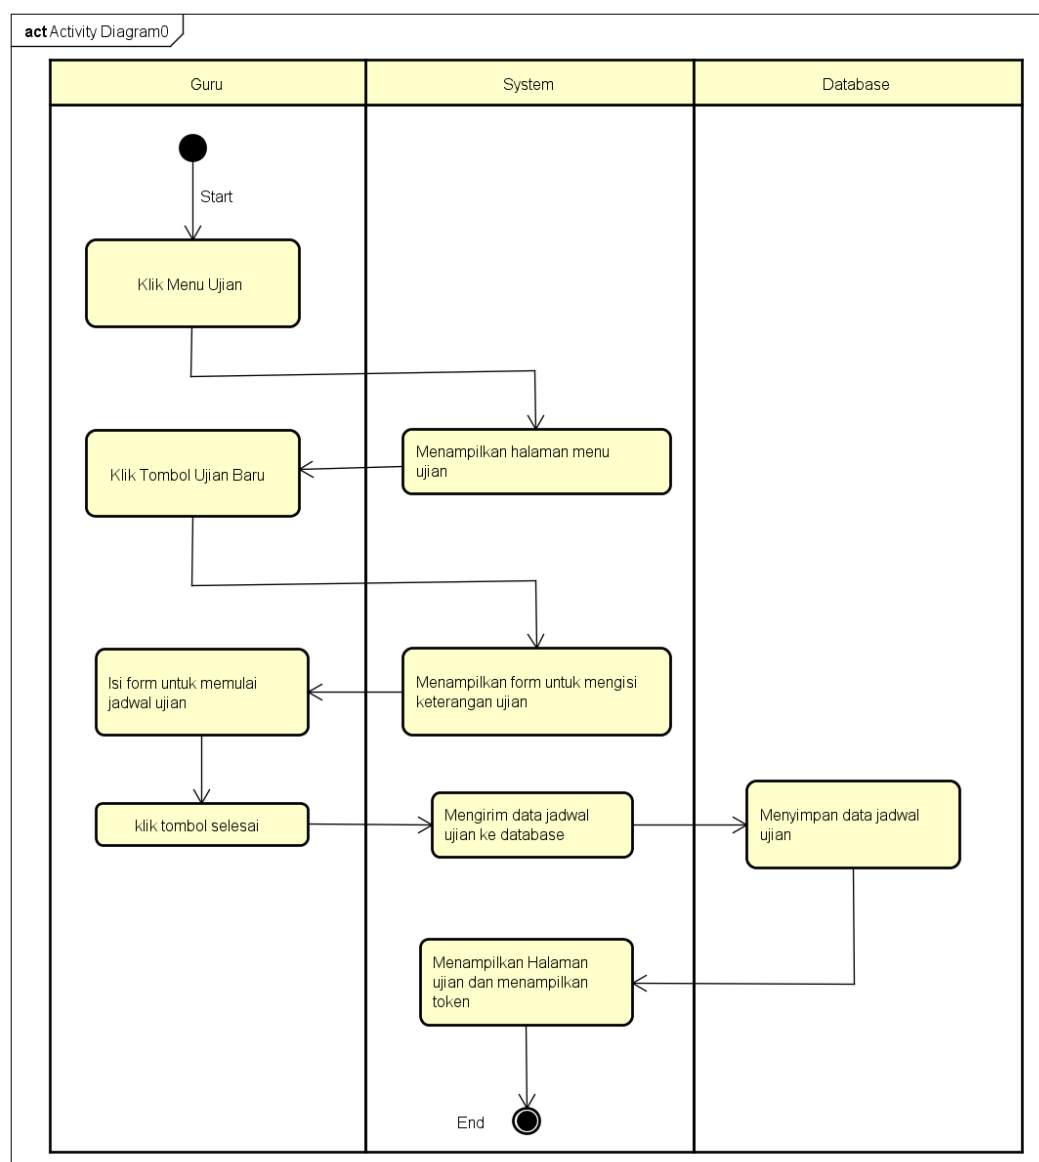 act Activity Diagram0
Guru
System
Database
Start
Klik Menu Ujian
Menampilkan halaman menu
ujian
Klik Tombol Ujian Baru
Menampilkan form untuk mengisi
keterangan ujian
Isi form untuk memulai
jadwal ujian
klik tombol selesai
Mengirim data jadwal
ujian ke database
Menyimpan data jadwal
ujian
Menampilkan Halaman
ujian dan menampilkan
token
End